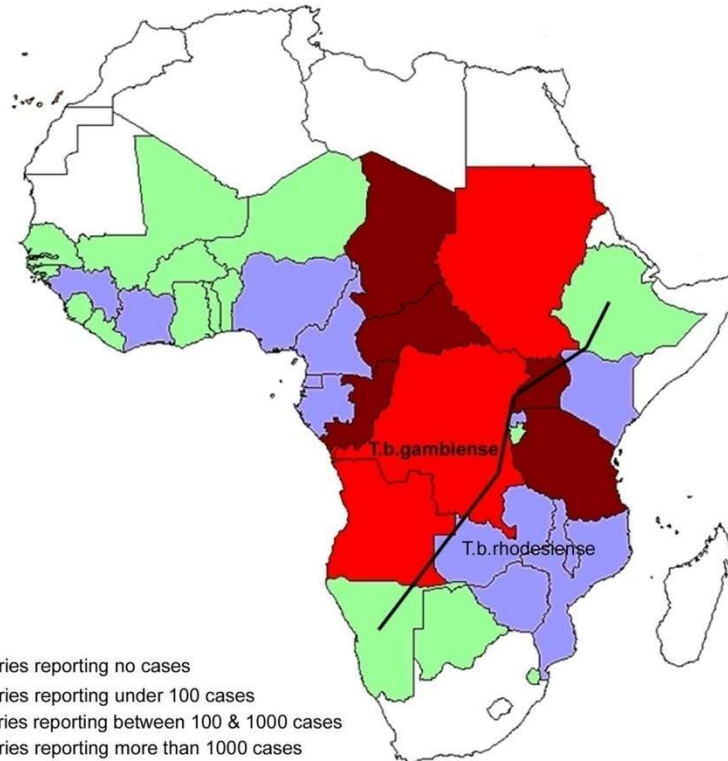 T.b.gambiense
T.b.rhodesiense
ries reporting no cases
ries reporting under 100 cases
ries reporting between 100 & 1000 cases
ries reporting more than 1000 cases